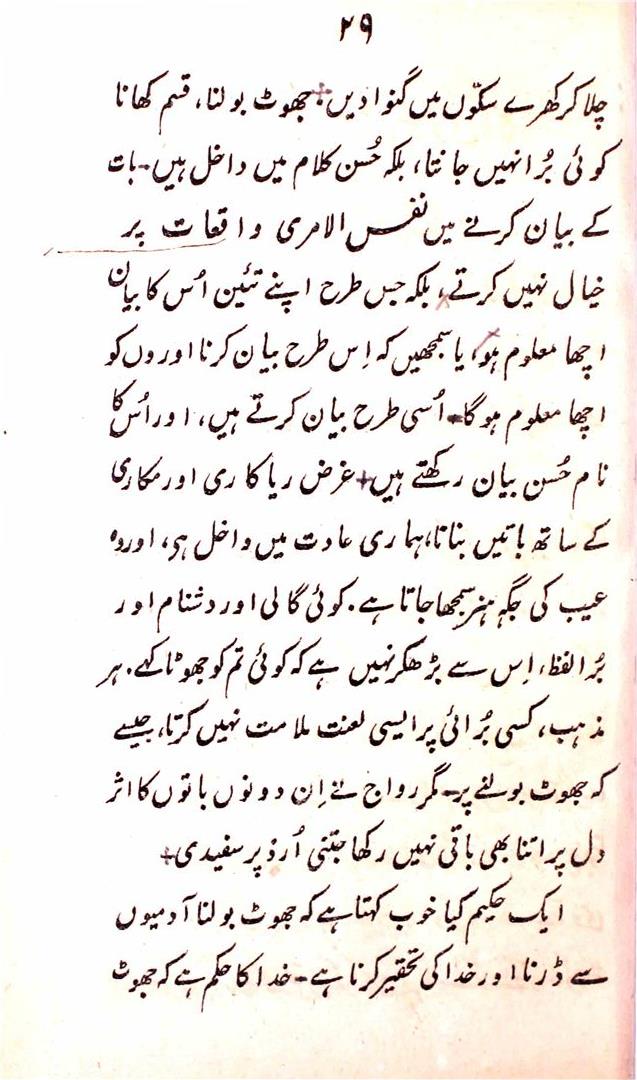 ۲۹
چلا کر کھرے سکّوں میں گنوا دیں۔ جھوٹ بولنا، قسم کھانا
کوئی بُرا نہیں جانتا، بلکہ حُسن کلام میں داخل ہیں۔ بات
کے بیان کرنے میں نفس الامری واقعات پر
خیال نہیں کرتے، بلکہ جس طرح اپنے تئین اُس کا بیان
اچھا معلوم ہو، یا سمجھیں کہ اِس طرح بیان کرنا اوروں کو
اچھا معلوم ہوگا۔ اُسی طرح بیان کرتے ہیں، اور اُس کا
نام حُسن بیان رکھتے ہیں + غرض ریاکاری اور مکاری
کے ساتھ باتیں بنانا، ہماری عادت میں داخل ہی، اور وہ
عیب کی جگہ ہنر سمجھا جاتا ہے. کوئی گالی اور دشنام اور
بُرا لفظ، اِس سے بڑھکر نہیں ہے کہ کوئی تم کو جھوٹا کہے. ہر
مذہب، کسی بُرائی پر ایسی لعنت ملامت نہیں کرتا، جیسے
کہ جھوٹ بولنے پر۔ مگر رواج نے اِن دونوں باتوں کا اثر
دل پر اتنا بھی باقی نہیں رکھا جتنی اُرد پر سفیدی +
ایک حکیم کیا خوب کہتا ہے کہ جھوٹ بولنا آدمیوں
سے ڈرنا اور خدا کی تحقیر کرنا ہے۔ خدا کا حکم ہے کہ جھوٹ